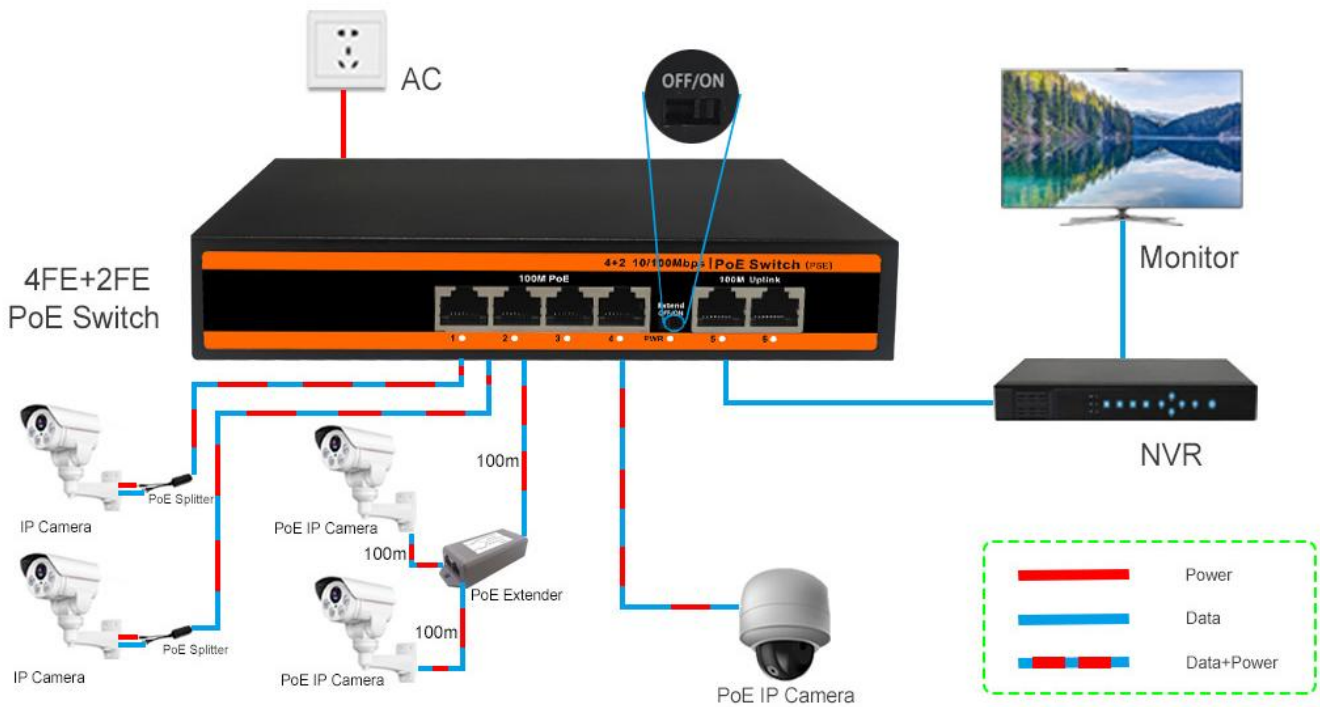 AC
OFF/ON
4FE+2FE
PoE Switch
4+2 10/100Mbps | PoE Switch (PSE)
100M PoE
100M Uplink
Extend
OFF/ON
1
2
3
4
PWR
5
6
Monitor
NVR
100m
PoE Splitter
IP Camera
PoE IP Camera
100m
PoE Extender
100m
PoE Splitter
IP Camera
PoE IP Camera
PoE IP Camera
Power
Data
Data+Power